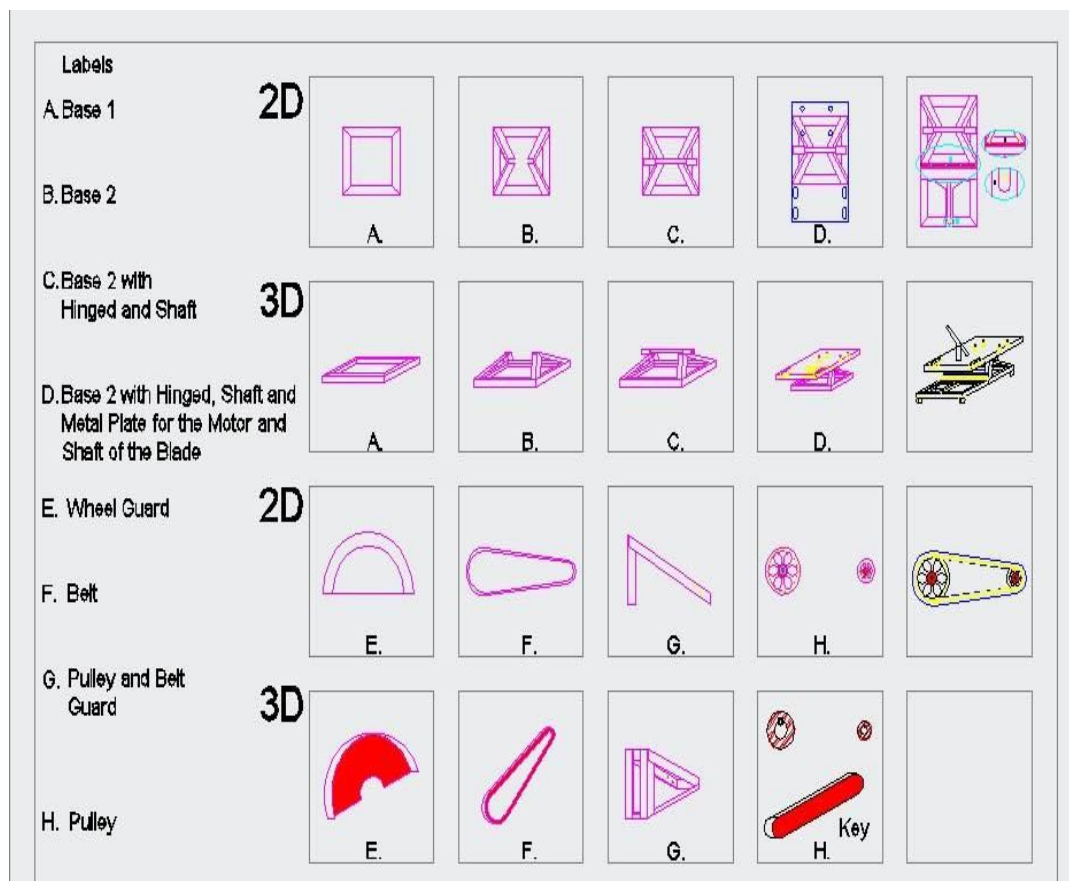 Labels
A. Base 1
B. Base 2
C. Base 2 with
Hinged and Shaft
D. Base 2 with Hinged, Shaft and
Metal Plate for the Motor and
Shaft of the Blade
E. Wheel Guard
F. Belt
G. Pulley and Belt
Guard
H. Pulley
2D
A. B. C. D.
3D
A. B. C. D.
2D
E. F. G. H.
3D
Key
E. F. G. H.